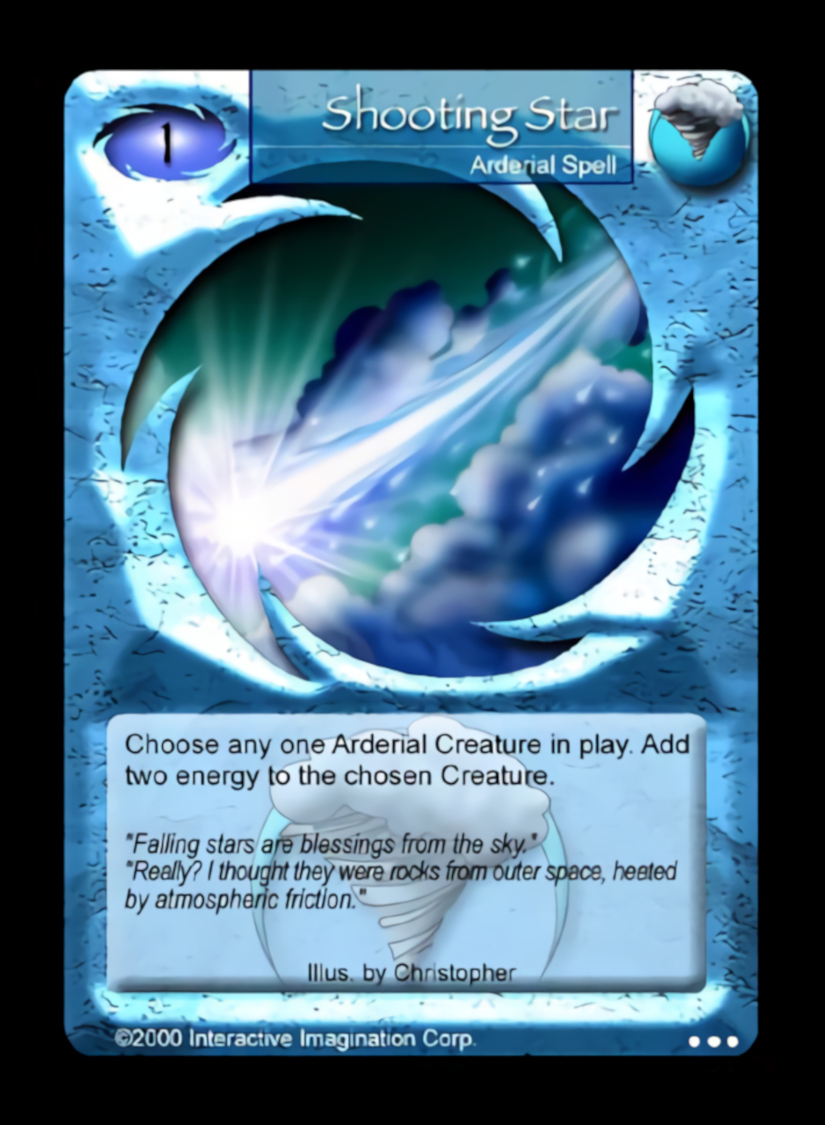 1
Shooting Star
Arderial Spell
Choose any one Arderial Creature in play. Add
two energy to the chosen Creature.
"Falling stars are blessings from the sky."
"Really? I thought they were rocks from outer space, heated
by atmospheric friction."
Illus. by Christopher
©2000 Interactive Imagination Corp.